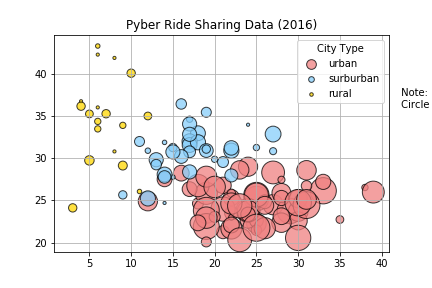 Pyber Ride Sharing Data (2016)
City Type
urban
surburban
rural
Note:
Circle
40
35
30
25
20
5 10 15 20 25 30 35 40